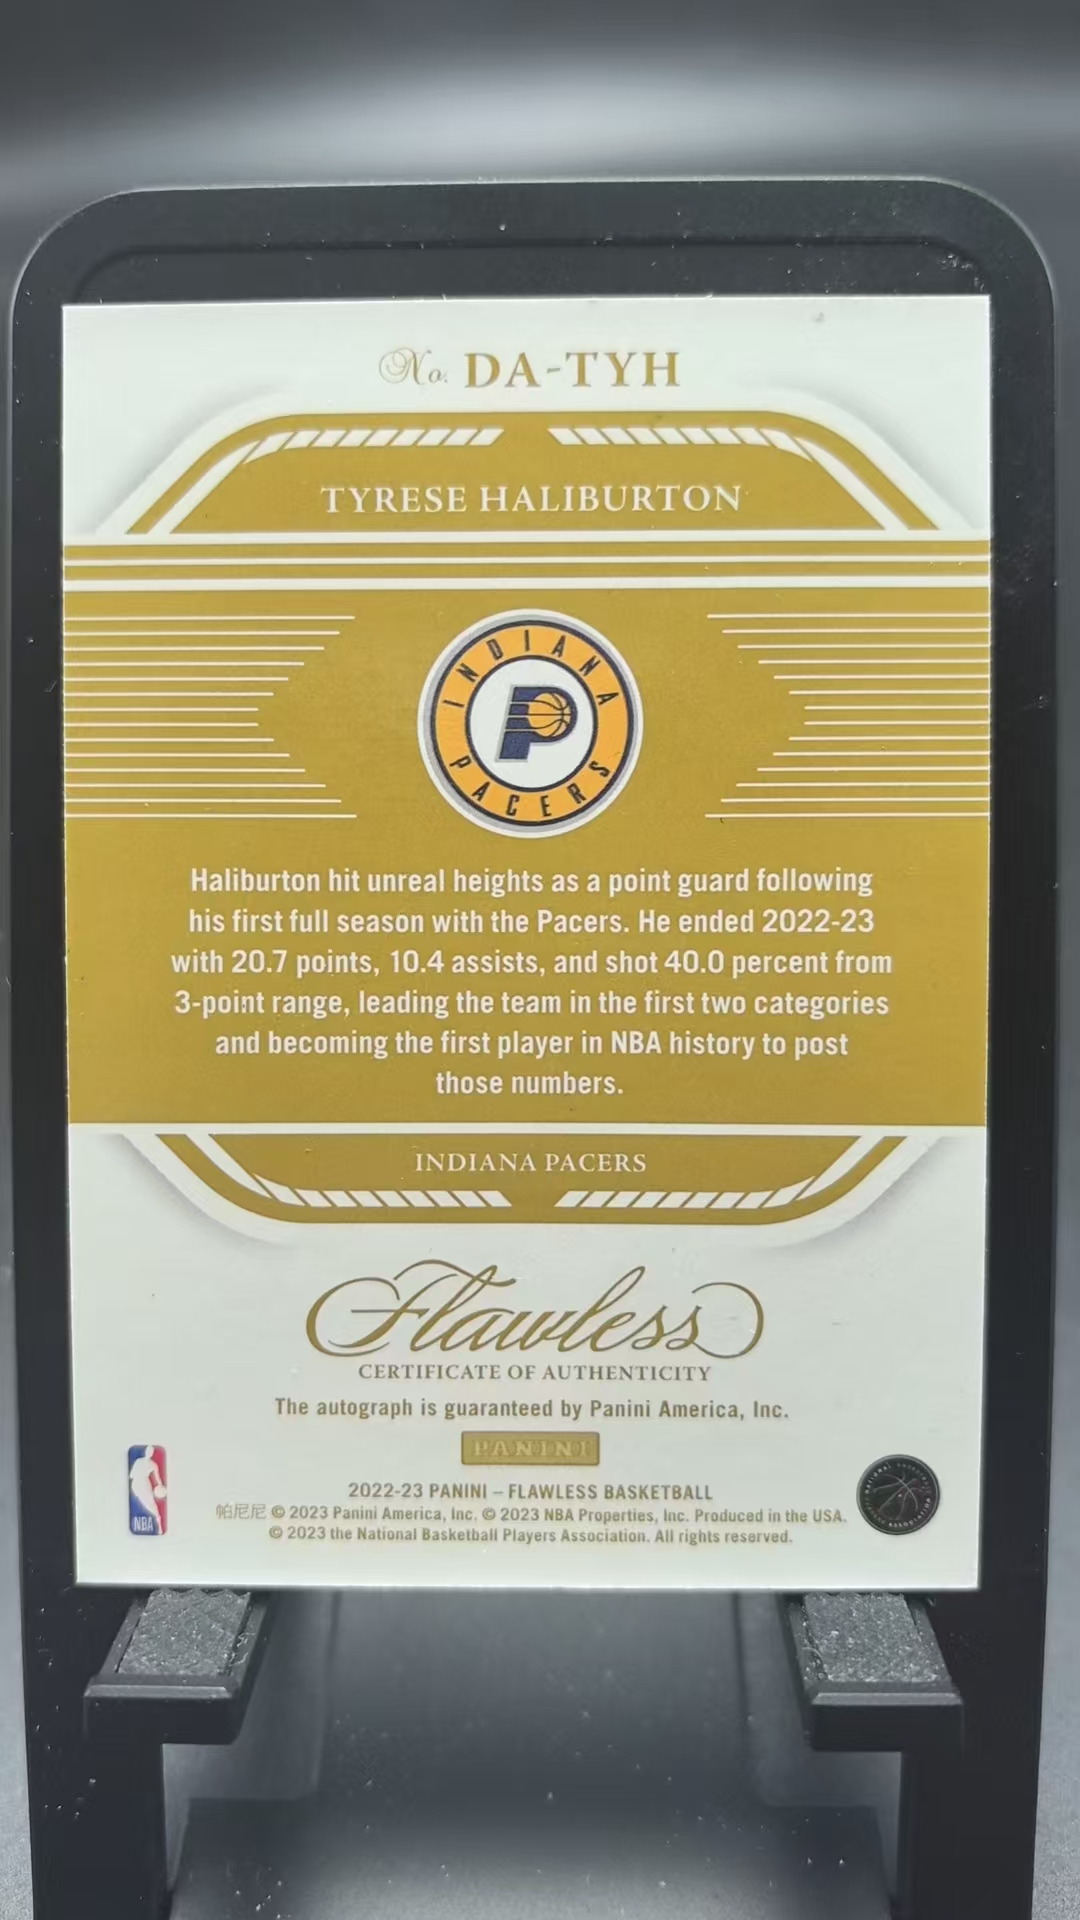 No. DA-TYH
TYRESE HALIBURTON
INDIANA
P
PACERS
Haliburton hit unreal heights as a point guard following
his first full season with the Pacers. He ended 2022-23
with 20.7 points, 10.4 assists, and shot 40.0 percent from
3-point range, leading the team in the first two categories
and becoming the first player in NBA history to post
those numbers.
INDIANA PACERS
Flawless
CERTIFICATE OF AUTHENTICITY
The autograph is guaranteed by Panini America, Inc.
PANINI
NBA
2022-23 PANINI – FLAWLESS BASKETBALL
帕尼尼 © 2023 Panini America, Inc. © 2023 NBA Properties, Inc. Produced in the USA.
© 2023 the National Basketball Players Association. All rights reserved.